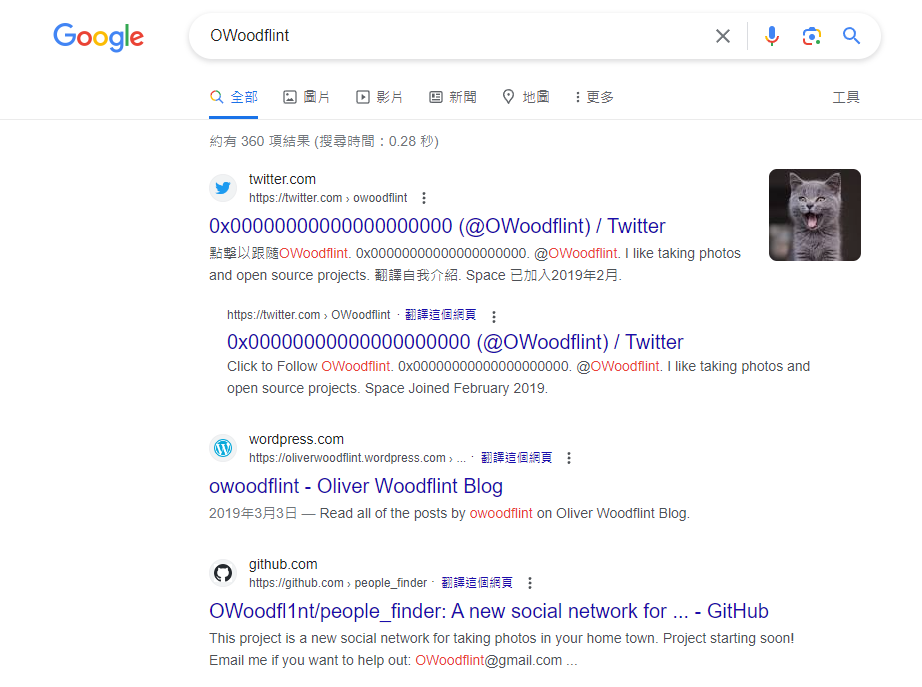 Google
OWoodflint
全部 圖片 影片 新聞 地圖 更多 工具
約有 360 項結果 (搜尋時間：0.28 秒)
twitter.com
https://twitter.com › owoodflint
0x00000000000000000000 (@OWoodflint) / Twitter
點擊以跟隨OWoodflint. 0x00000000000000000000. @OWoodflint. I like taking photos
and open source projects. 翻譯自我介紹. Space 已加入2019年2月.
https://twitter.com › OWoodflint · 翻譯這個網頁
0x00000000000000000000 (@OWoodflint) / Twitter
Click to Follow OWoodflint. 0x00000000000000000000. @OWoodflint. I like taking photos and
open source projects. Space Joined February 2019.
wordpress.com
https://oliverwoodflint.wordpress.com › ... · 翻譯這個網頁
owoodflint - Oliver Woodflint Blog
2019年3月3日 — Read all of the posts by owoodflint on Oliver Woodflint Blog.
github.com
https://github.com › people_finder · 翻譯這個網頁
OWoodfl1nt/people_finder: A new social network for ... - GitHub
This project is a new social network for taking photos in your home town. Project starting soon!
Email me if you want to help out: OWoodflint@gmail.com ...